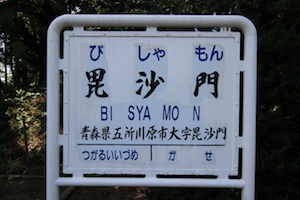 び しゃ もん
毘沙門
BI SYA MO N
青森県五所川原市大字毘沙門
つがるいいづめ かせ